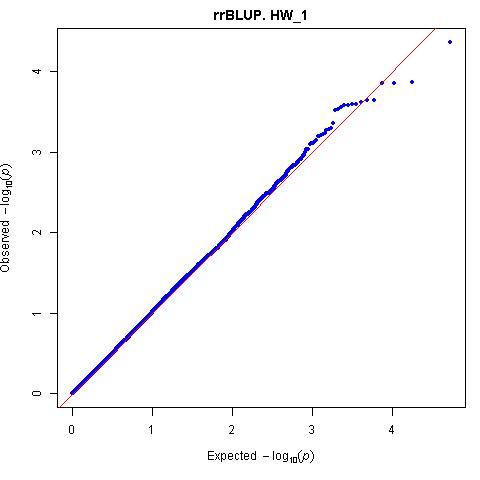 rrBLUP. HW_1
Observed −log10(p)
4
3
2
1
0
0 1 2 3 4
Expected −log10(p)